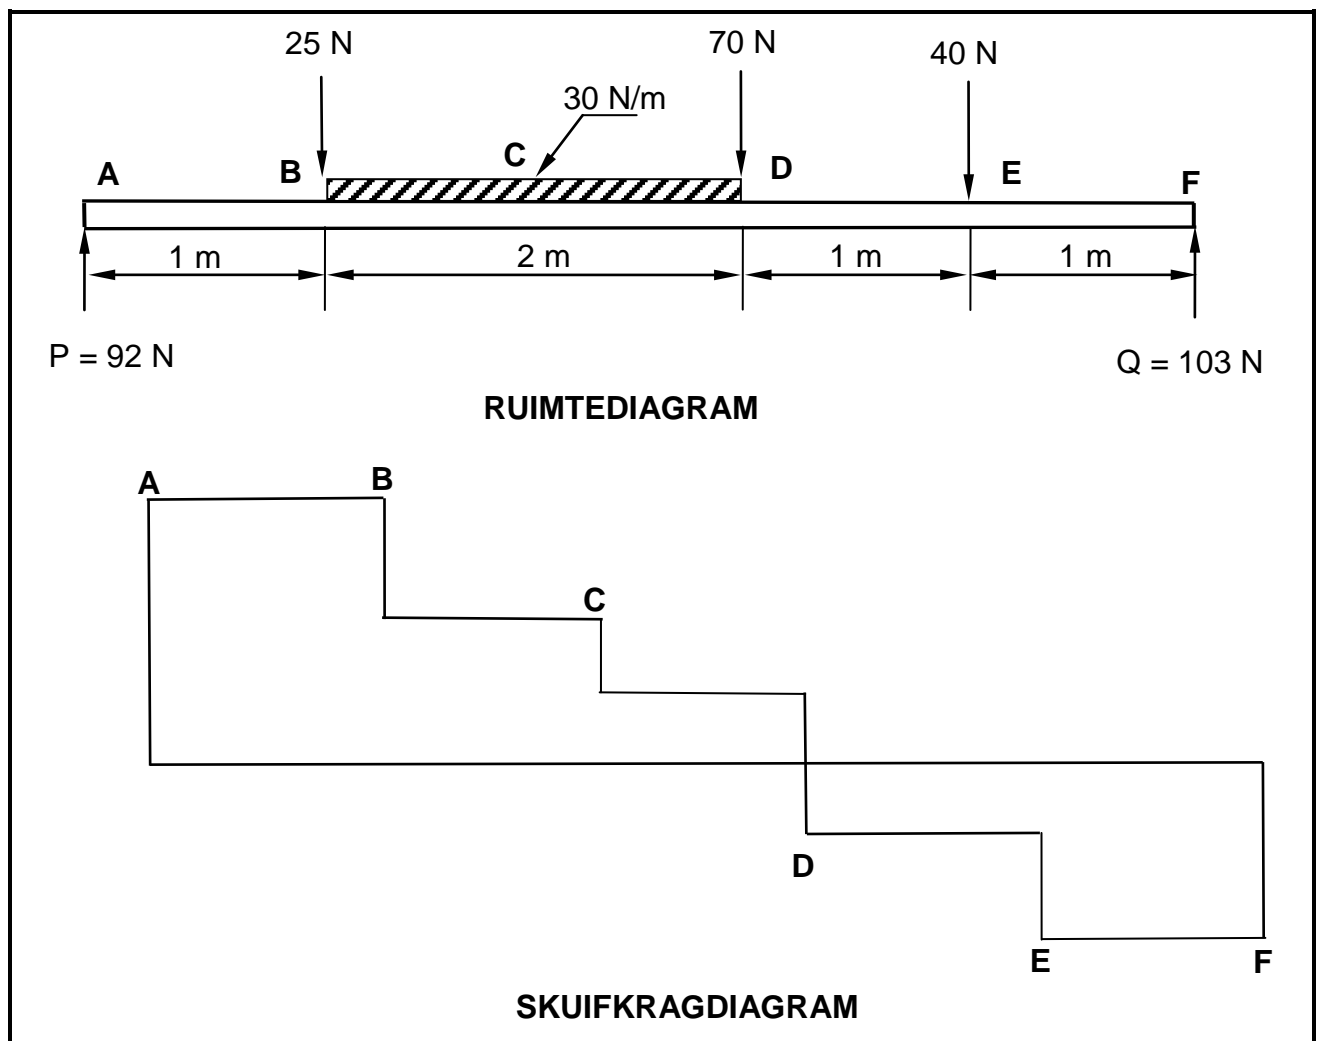 25 N 70 N 40 N
30 N/m
A B C D E F
1 m 2 m 1 m 1 m
P = 92 N Q = 103 N
RUIMTEDIAGRAM
A B
C
D
E F
SKUIFKRAGDIAGRAM